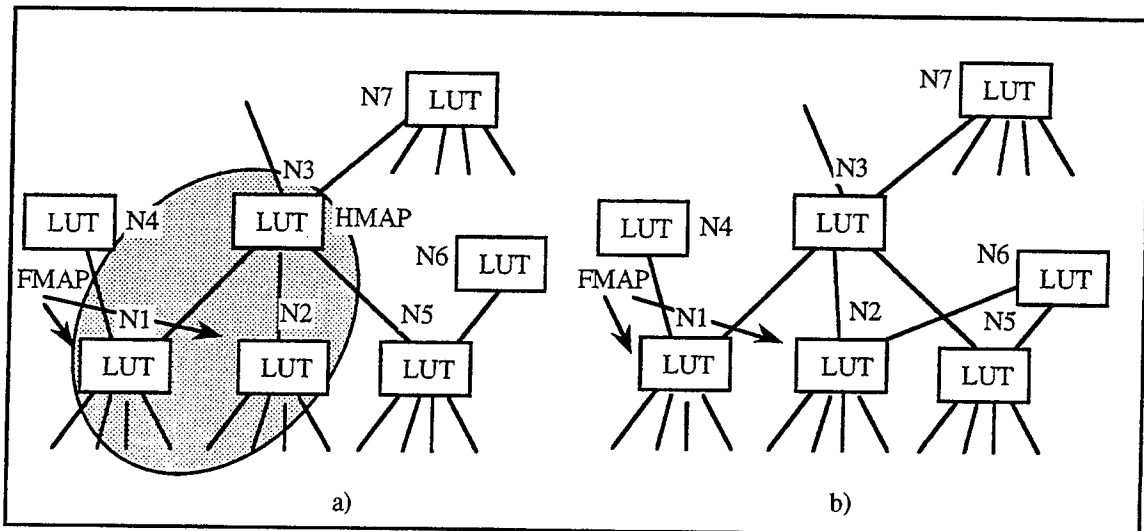 N7 LUT
N3
LUT N4 LUT HMAP
N6 LUT
FMAP
N1 N2 N5
LUT LUT LUT
a)
N7 LUT
N3
LUT N4 LUT
N6 LUT
FMAP
N1 N2 N5
LUT LUT LUT
b)